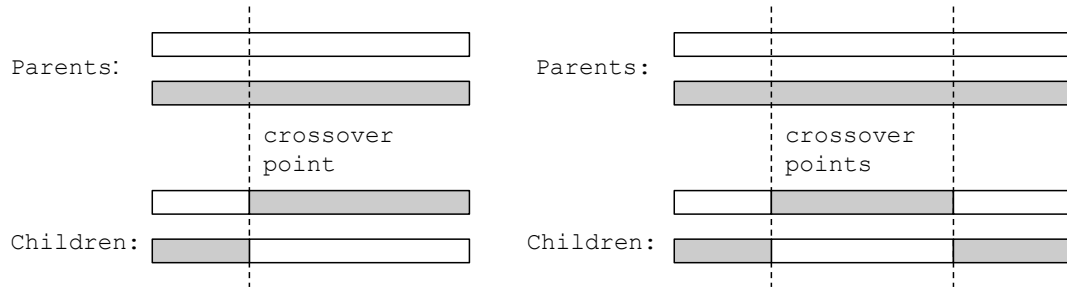 Parents:
crossover
point
Children:
Parents:
crossover
points
Children: